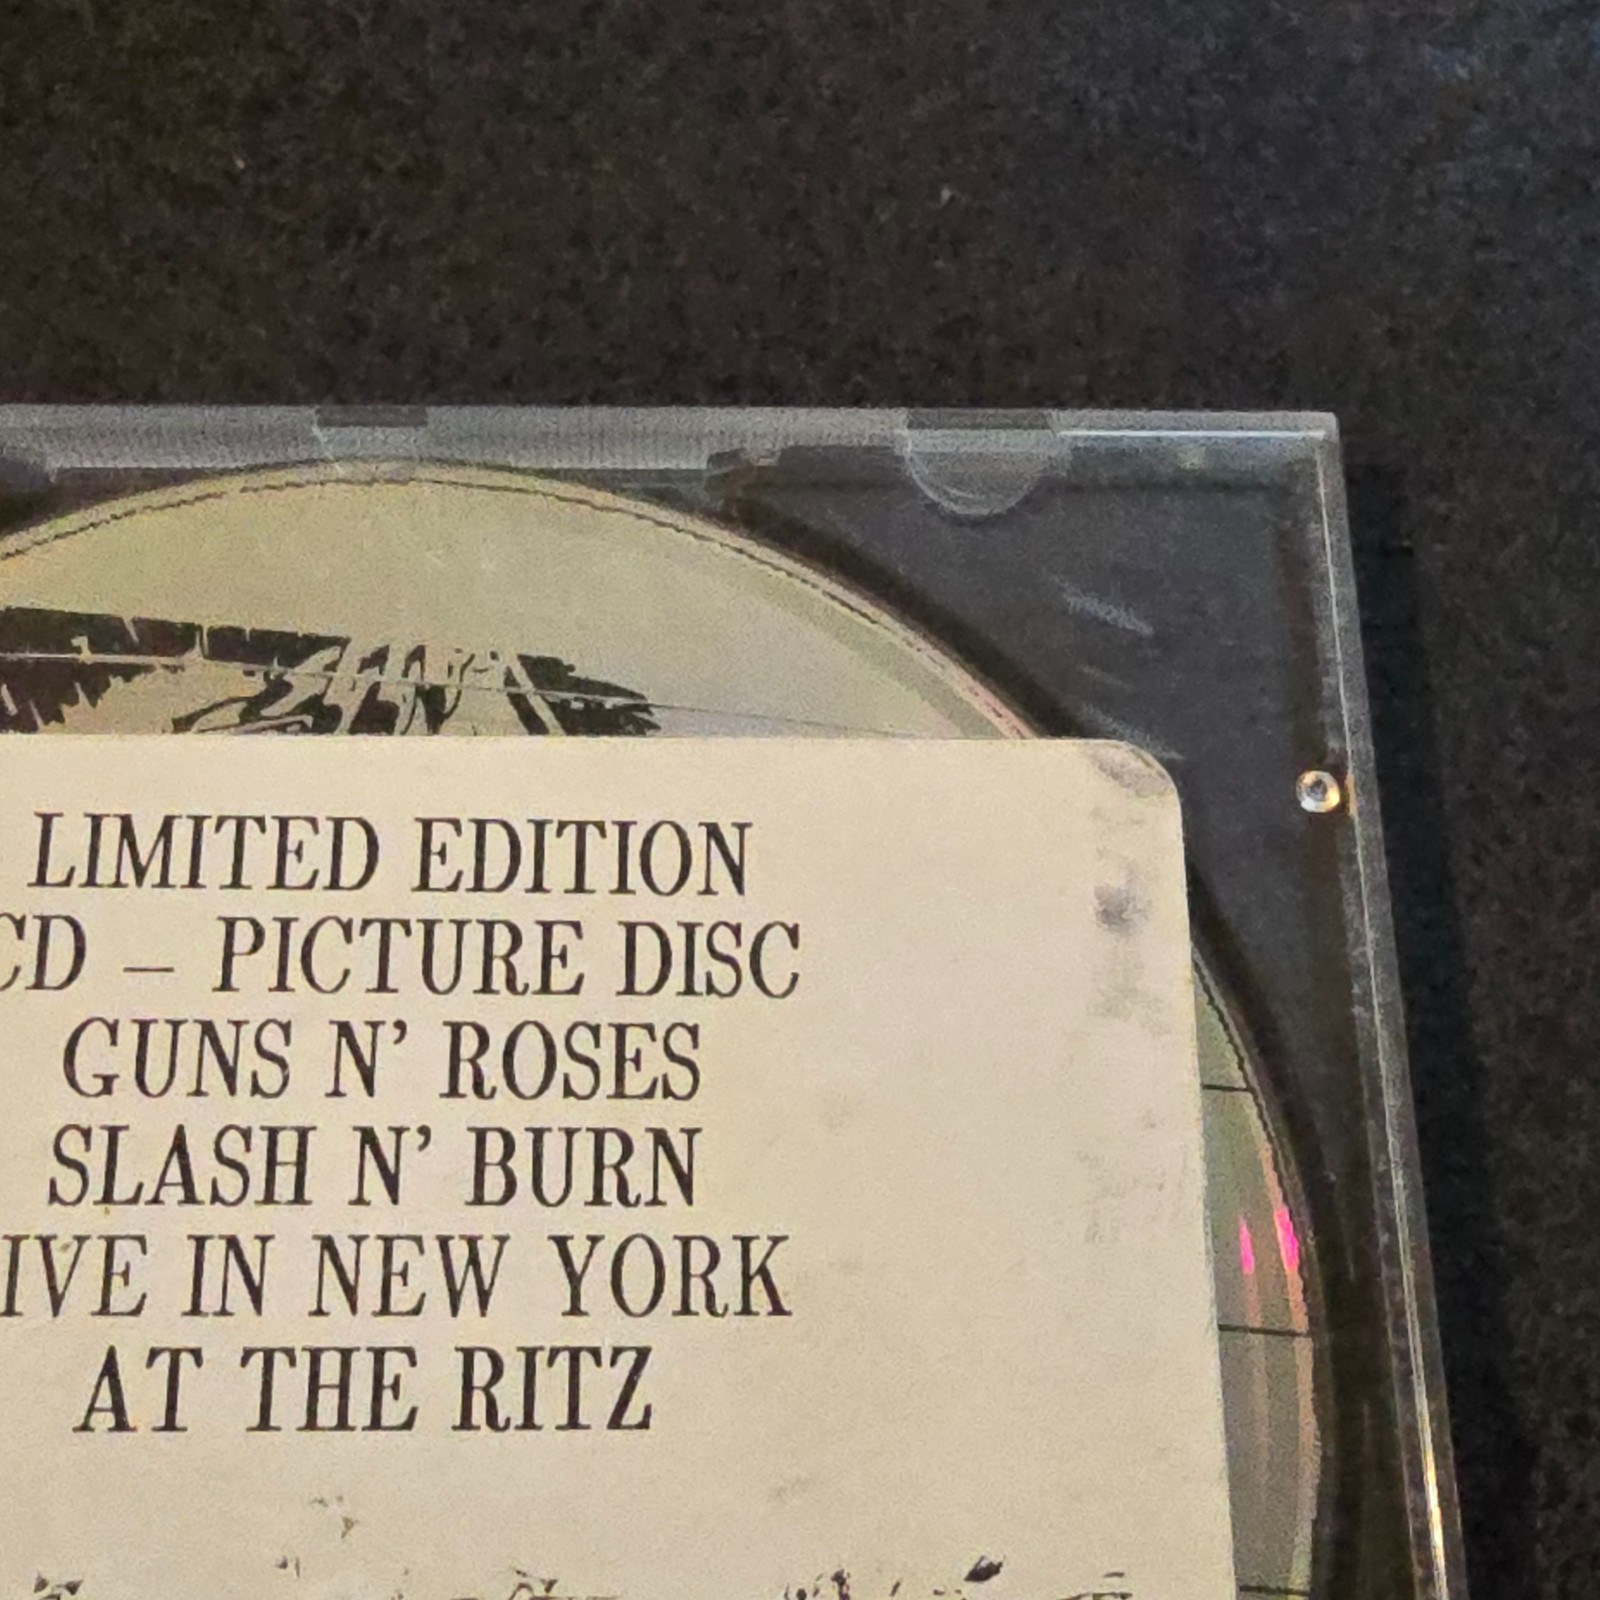 LIMITED EDITION
CD – PICTURE DISC
GUNS N' ROSES
SLASH N' BURN
IVE IN NEW YORK
AT THE RITZ